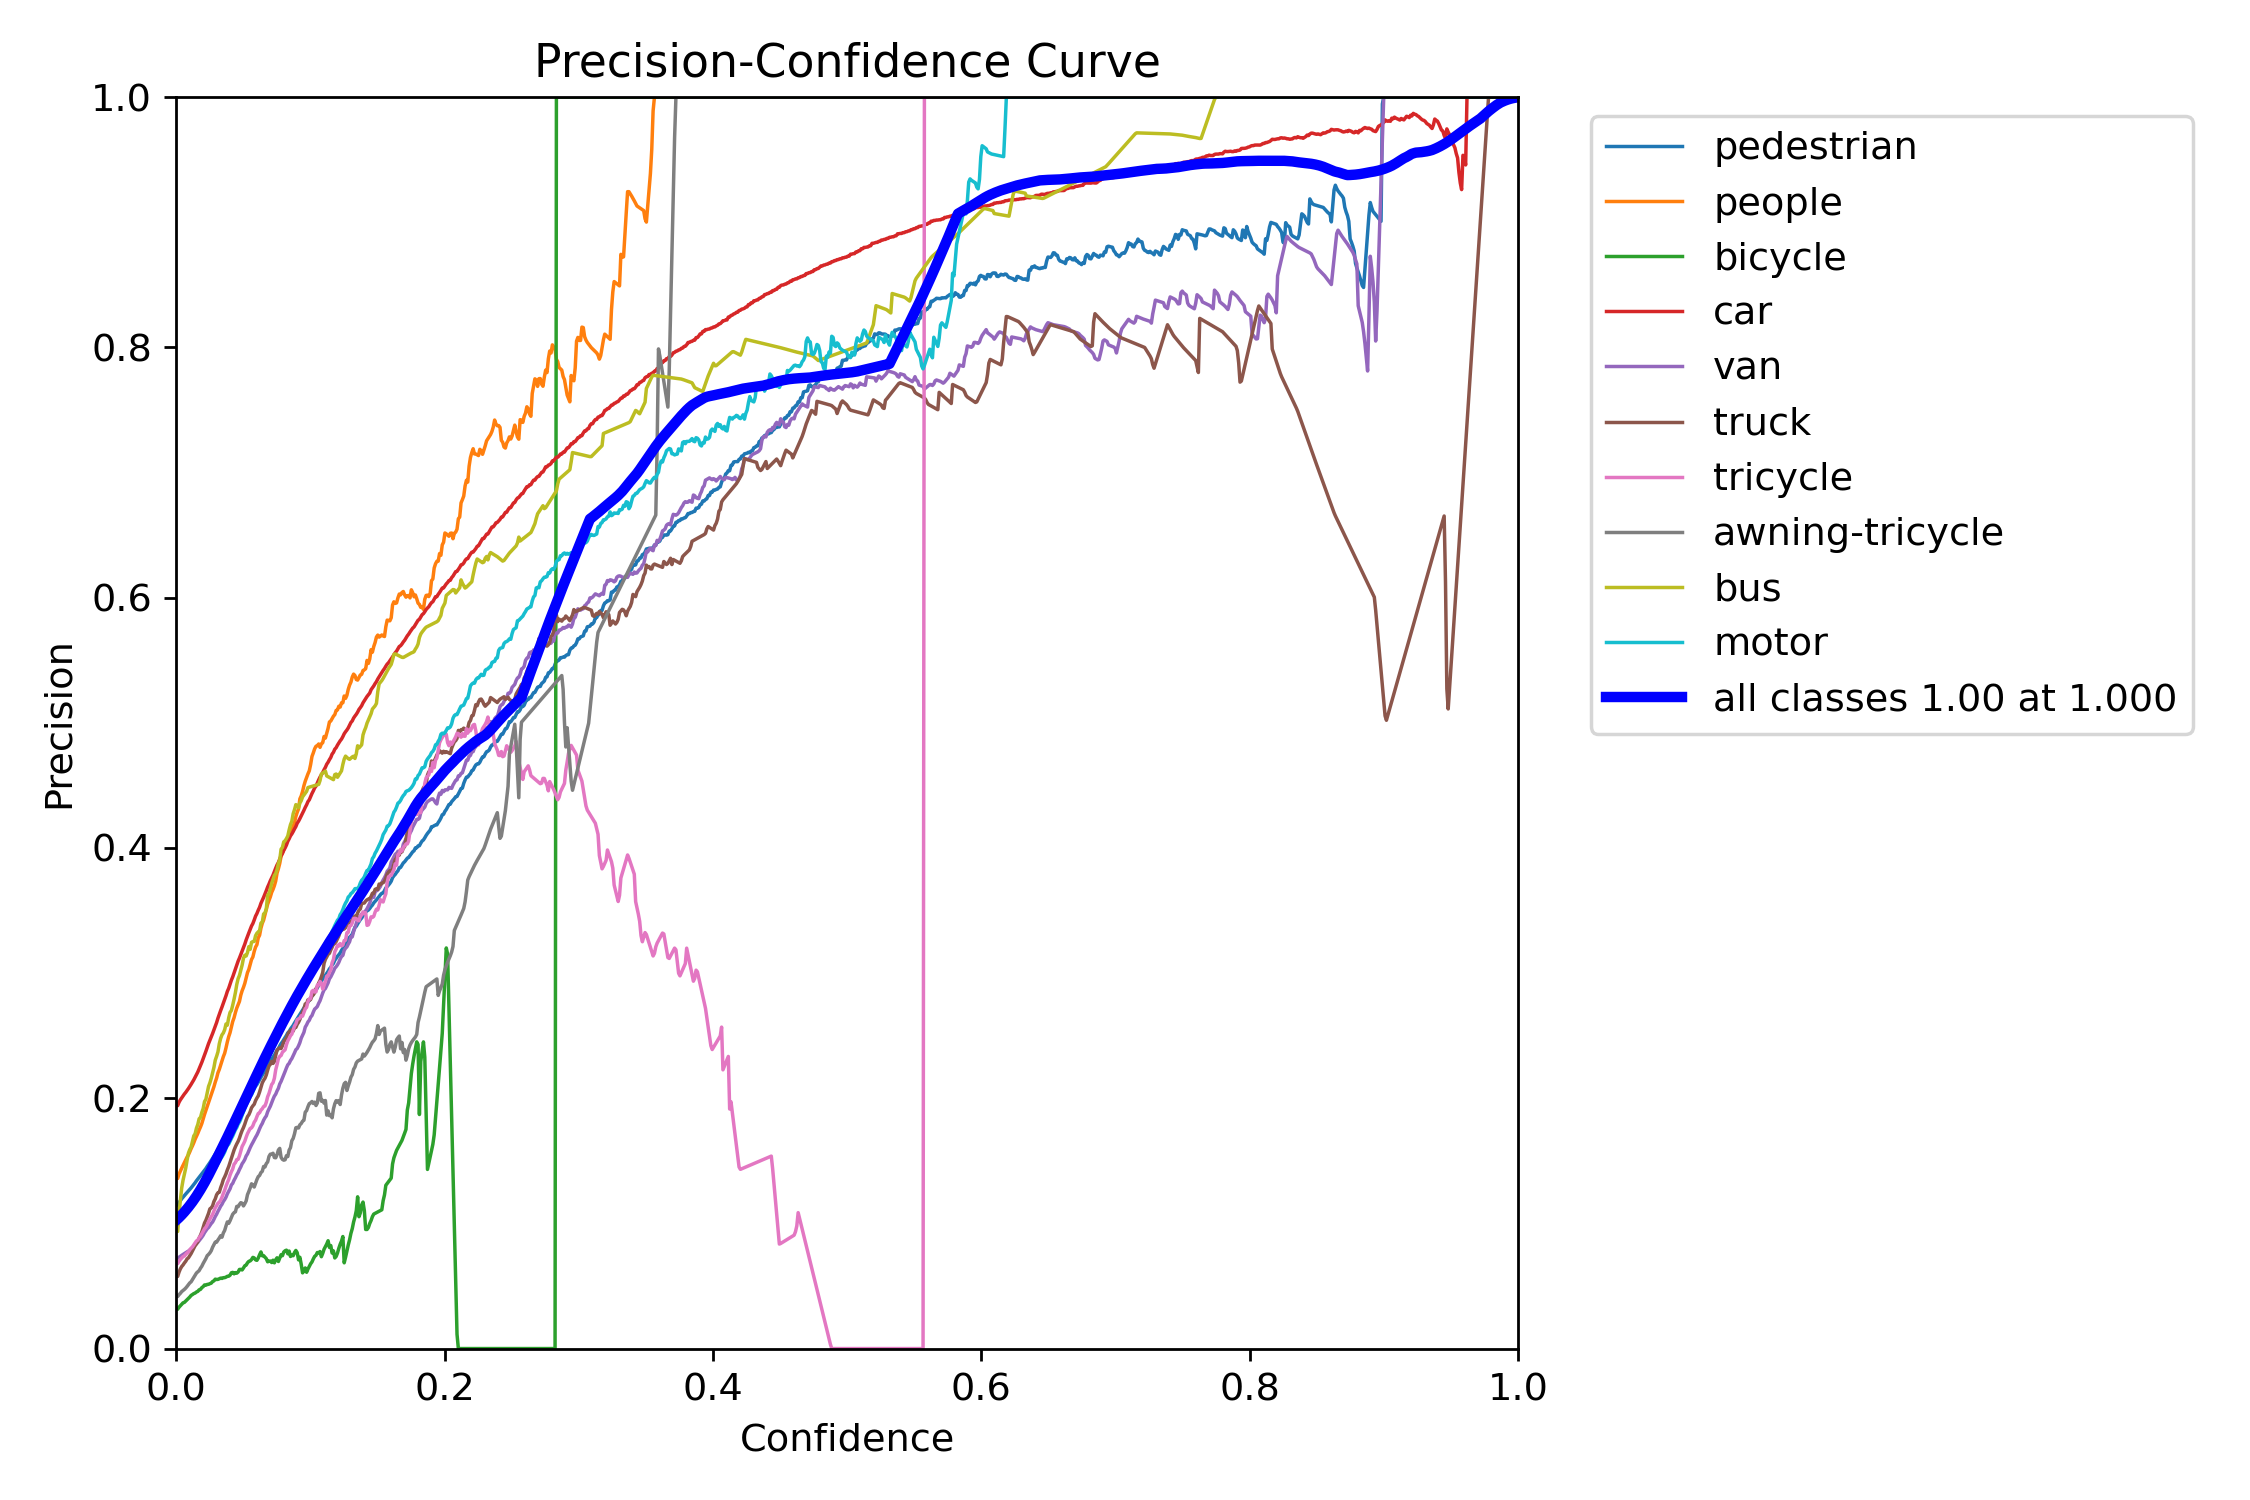 Precision-Confidence Curve
1.0
0.8
0.6
0.4
0.2
0.0
Precision
0.0 0.2 0.4 0.6 0.8 1.0
Confidence
pedestrian
people
bicycle
car
van
truck
tricycle
awning-tricycle
bus
motor
all classes 1.00 at 1.000